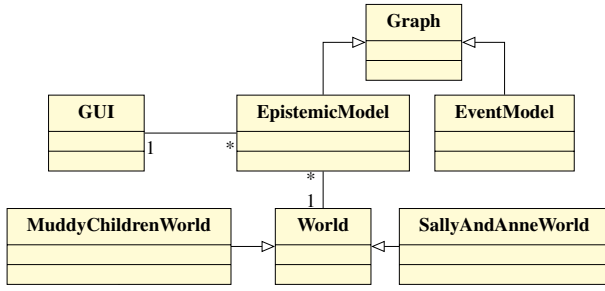 Graph
GUI
EpistemicModel
EventModel
1
*
*
1
MuddyChildrenWorld
World
SallyAndAnneWorld